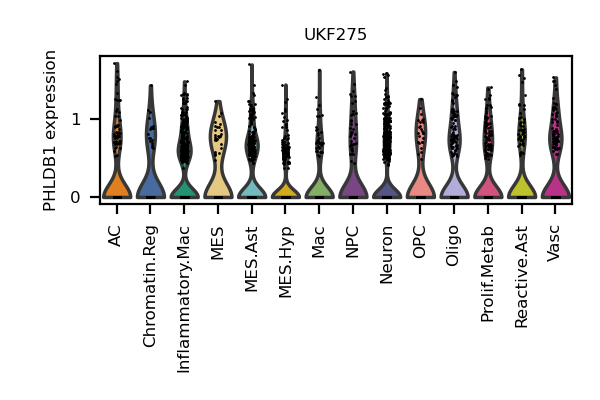 UKF275
PHLDB1 expression
1
0
AC
Chromatin.Reg
Inflammatory.Mac
MES
MES.Ast
MES.Hyp
Mac
NPC
Neuron
OPC
Oligo
Prolif.Metab
Reactive.Ast
Vasc